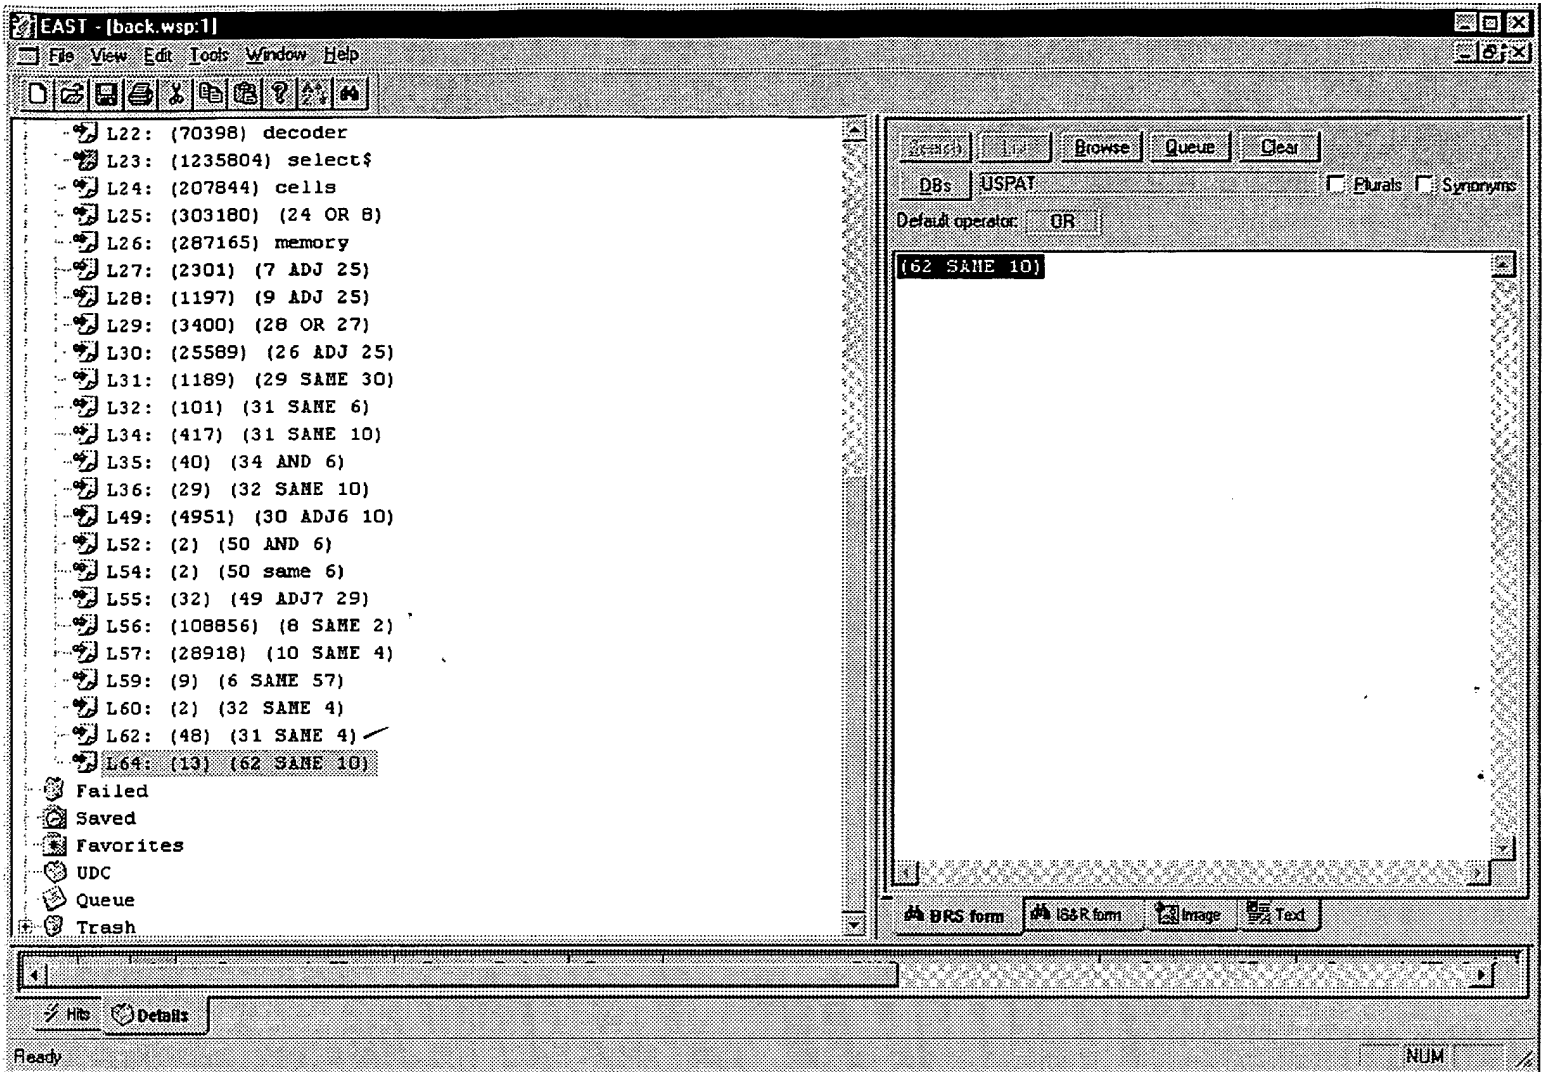 EAST - [back.wsp:1]
File View Edit Tools Window Help
L22: (70398) decoder
L23: (1235804) select$
L24: (207844) cells
L25: (303180) (24 OR 8)
L26: (287165) memory
L27: (2301) (7 ADJ 25)
L28: (1197) (9 ADJ 25)
L29: (3400) (28 OR 27)
L30: (25589) (26 ADJ 25)
L31: (1189) (29 SAME 30)
L32: (101) (31 SAME 6)
L34: (417) (31 SAME 10)
L35: (40) (34 AND 6)
L36: (29) (32 SAME 10)
L49: (4951) (30 ADJ6 10)
L52: (2) (50 AND 6)
L54: (2) (50 same 6)
L55: (32) (49 ADJ7 29)
L56: (108856) (8 SAME 2)
L57: (28918) (10 SAME 4)
L59: (9) (6 SAME 57)
L60: (2) (32 SAME 4)
L62: (48) (31 SAME 4)
L64: (13) (62 SAME 10)
Failed
Saved
Favorites
UDC
Queue
Trash
Search List Browse Queue Clear
DBs USPAT Plurals Synonyms
Default operator: OR
(62 SAME 10)
BRS form IS&R form Image Text
Hits Details
Ready NUM